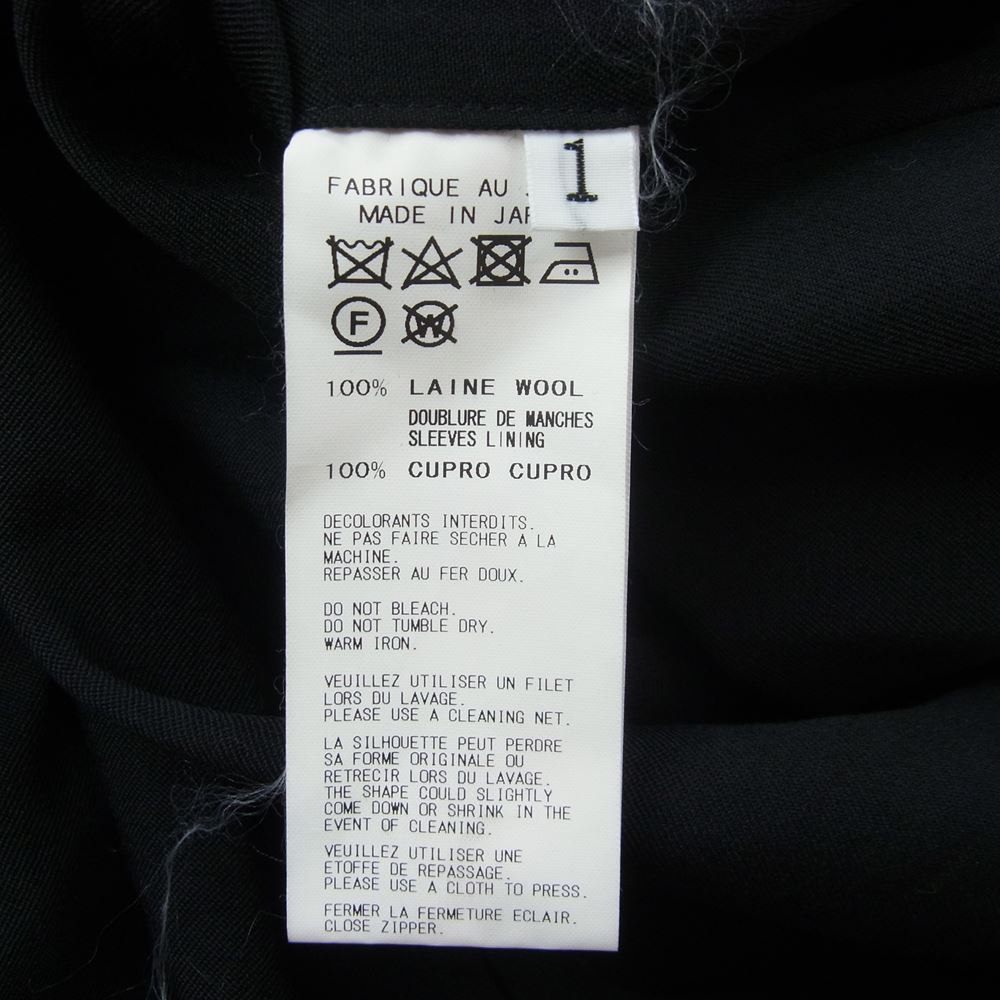 1
FABRIQUE AU
MADE IN
F
W
100% LAINE WOOL
DOUBLURE DE MANCHES
SLEEVES LINING
100% CUPRO CUPRO
DECOLORANTS INTERDITS.
NE PAS FAIRE SECHER A LA
MACHINE.
REPASSER AU FER DOUX.
DO NOT BLEACH.
DO NOT TUMBLE DRY.
WARM IRON.
VEUILLEZ UTILISER UN FILET
LORS DU LAVAGE.
PLEASE USE A CLEANING NET.
LA SILHOUETTE PEUT PERDRE
SA FORME ORIGINALE OU
RETRECIR LORS DU LAVAGE.
THE SHAPE COULD SLIGHTLY
COME DOWN OR SHRINK IN THE
EVENT OF CLEANING.
VEUILLEZ UTILISER UNE
ETOFFE DE REPASSAGE.
PLEASE USE A CLOTH TO PRESS.
FERMER LA FERMETURE ECLAIR.
CLOSE ZIPPER.